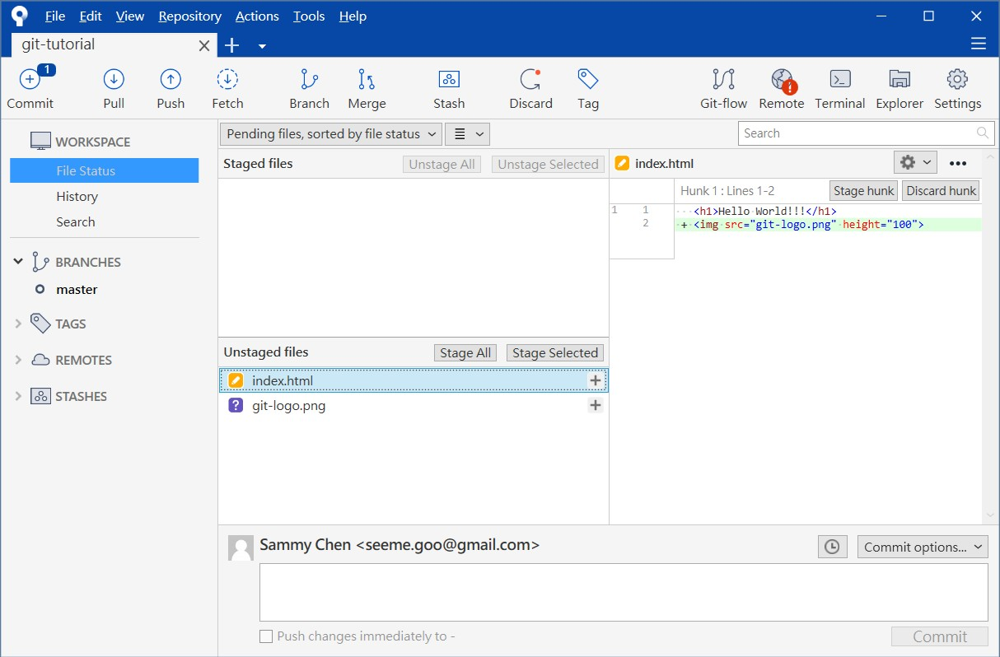 File Edit View Repository Actions Tools Help
git-tutorial
1
Commit Pull Push Fetch Branch Merge Stash Discard Tag Git-flow Remote Terminal Explorer Settings
WORKSPACE
File Status
History
Search
BRANCHES
master
TAGS
REMOTES
STASHES
Pending files, sorted by file status
Search
Staged files Unstage All Unstage Selected
Unstaged files Stage All Stage Selected
index.html
git-logo.png
index.html
Hunk 1 : Lines 1-2 Stage hunk Discard hunk
1 1 <h1>Hello World!!!</h1>
2 + <img src="git-logo.png" height="100">
Sammy Chen <seeme.goo@gmail.com>
Commit options...
Push changes immediately to -
Commit